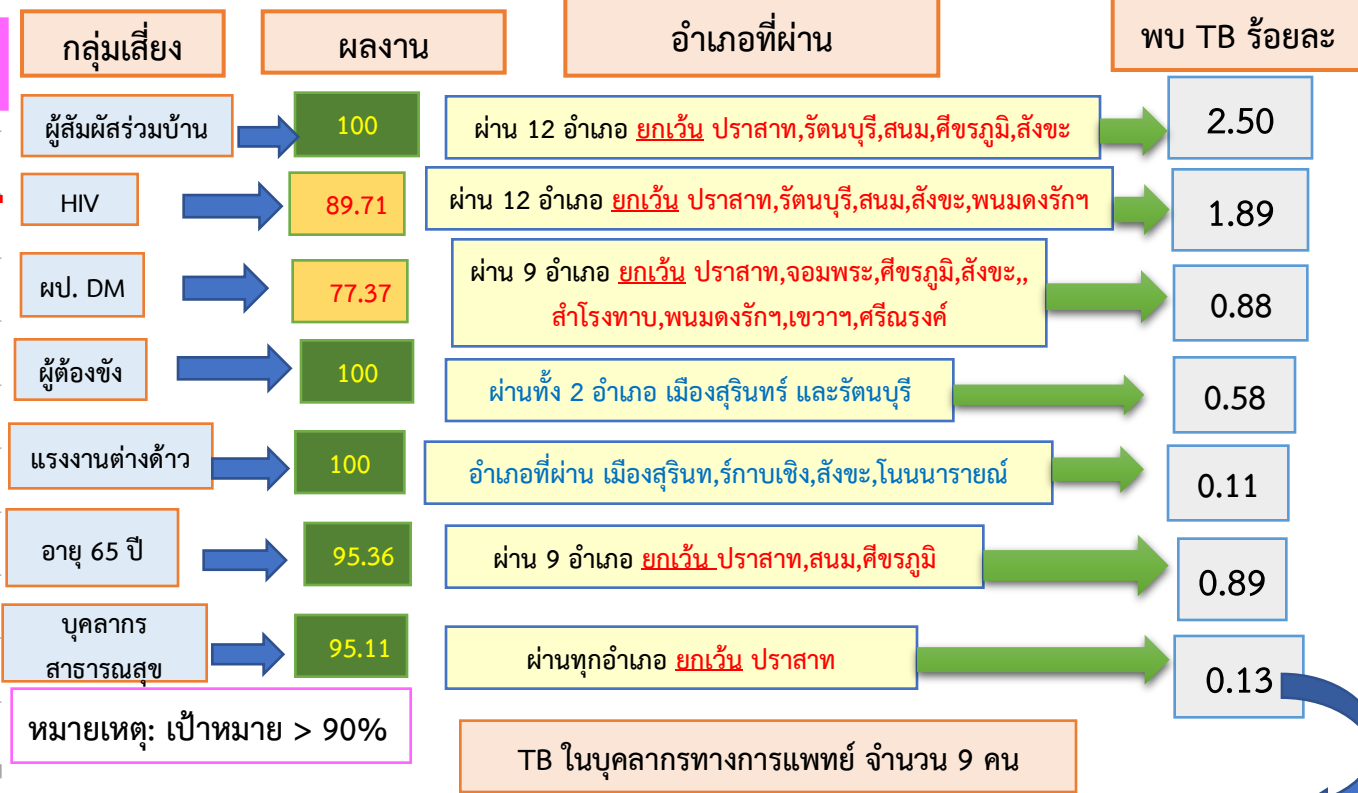 กลุ่มเสี่ยง ผลงาน อำเภอที่ผ่าน พบ TB ร้อยละ
ผู้สัมผัสร่วมบ้าน 100 ผ่าน 12 อำเภอ ยกเว้น ปราสาท,รัตนบุรี,สนม,ศีขรภูมิ,สังขะ 2.50
HIV 89.71 ผ่าน 12 อำเภอ ยกเว้น ปราสาท,รัตนบุรี,สนม,สังขะ,พนมดงรักฯ 1.89
ผป. DM 77.37 ผ่าน 9 อำเภอ ยกเว้น ปราสาท,จอมพระ,ศีขรภูมิ,สังขะ,,
สำโรงทาบ,พนมดงรักฯ,เขวาฯ,ศรีณรงค์ 0.88
ผู้ต้องขัง 100 ผ่านทั้ง 2 อำเภอ เมืองสุรินทร์ และรัตนบุรี 0.58
แรงงานต่างด้าว 100 อำเภอที่ผ่าน เมืองสุรินท,ร์กาบเชิง,สังขะ,โนนนารายณ์ 0.11
อายุ 65 ปี 95.36 ผ่าน 9 อำเภอ ยกเว้น ปราสาท,สนม,ศีขรภูมิ 0.89
บุคลากร
สาธารณสุข 95.11 ผ่านทุกอำเภอ ยกเว้น ปราสาท 0.13
หมายเหตุ: เป้าหมาย > 90%
TB ในบุคลากรทางการแพทย์ จำนวน 9 คน